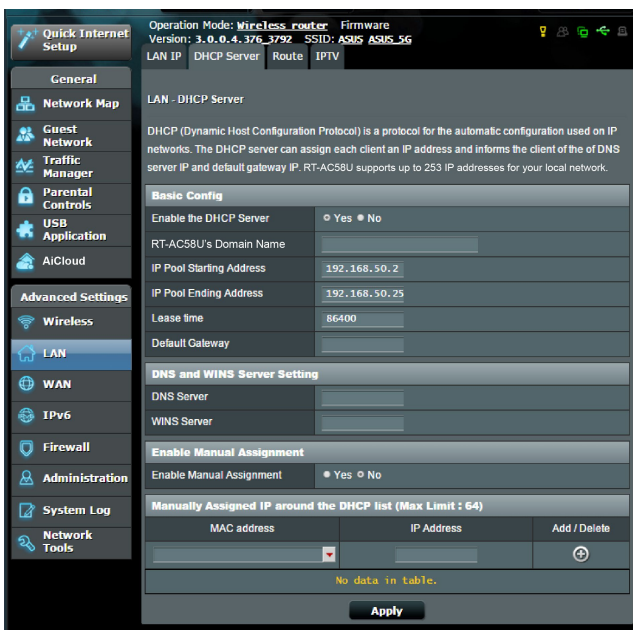 Quick Internet
Setup
General
Network Map
Guest
Network
Traffic
Manager
Parental
Controls
USB
Application
AiCloud
Advanced Settings
Wireless
LAN
WAN
IPv6
Firewall
Administration
System Log
Network
Tools
Operation Mode: Wireless router Firmware
Version: 3.0.0.4.376_3792 SSID: ASUS ASUS_5G
LAN IP DHCP Server Route IPTV
LAN - DHCP Server
DHCP (Dynamic Host Configuration Protocol) is a protocol for the automatic configuration used on IP
networks. The DHCP server can assign each client an IP address and informs the client of the of DNS
server IP and default gateway IP. RT-AC58U supports up to 253 IP addresses for your local network.
Basic Config
Enable the DHCP Server Yes No
RT-AC58U's Domain Name
IP Pool Starting Address 192.168.50.2
IP Pool Ending Address 192.168.50.25
Lease time 86400
Default Gateway
DNS and WINS Server Setting
DNS Server
WINS Server
Enable Manual Assignment
Enable Manual Assignment Yes No
Manually Assigned IP around the DHCP list (Max Limit : 64)
MAC address IP Address Add / Delete
No data in table.
Apply